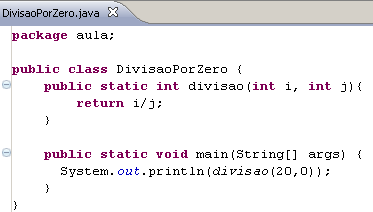 DivisaoPorZero.java
package aula;
public class DivisaoPorZero {
public static int divisao(int i, int j){
return i/j;
}
public static void main(String[] args) {
System.out.println(divisao(20,0));
}
}